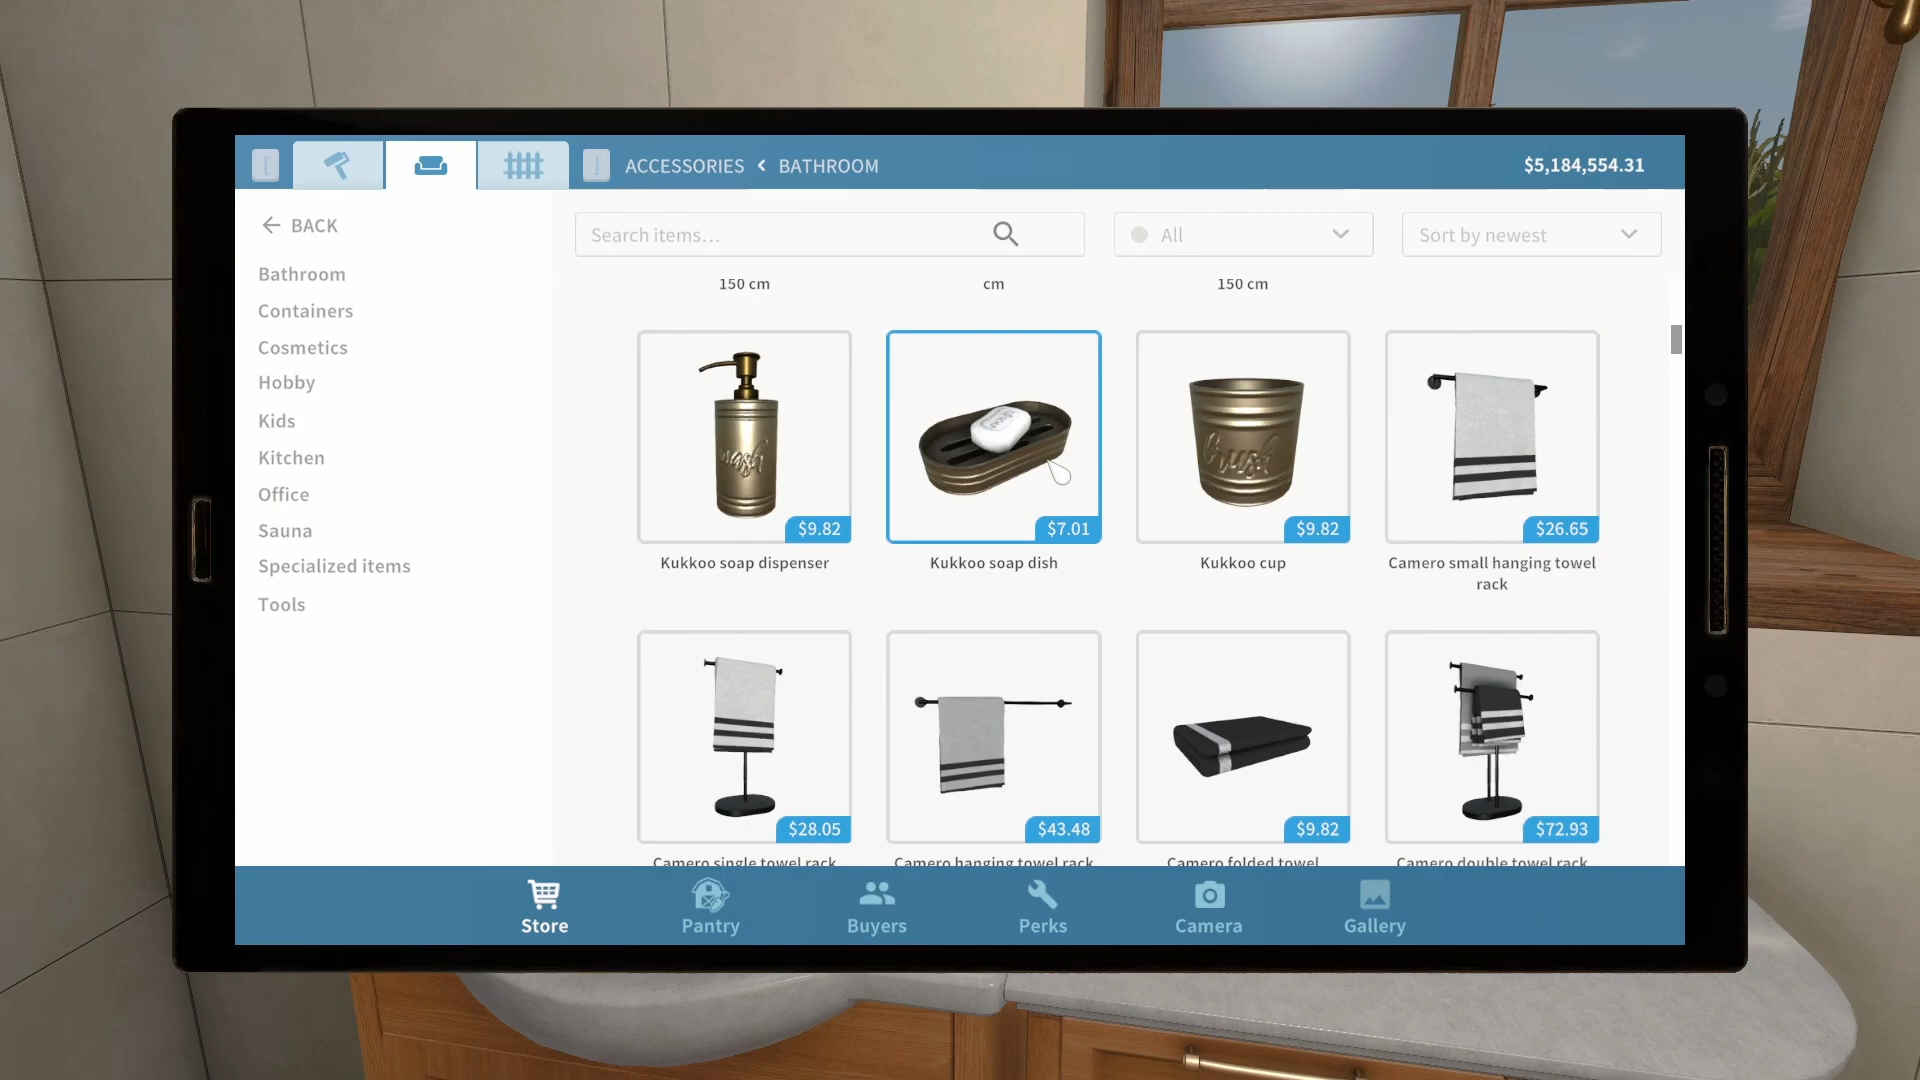 [
]
ACCESSORIES < BATHROOM
$5,184,554.31
BACK
Bathroom
Containers
Cosmetics
Hobby
Kids
Kitchen
Office
Sauna
Specialized items
Tools
Search items...
All
Sort by newest
150 cm
cm
150 cm
wash
$9.82
SOAP
$7.01
brush
$9.82
$26.65
Kukkoo soap dispenser
Kukkoo soap dish
Kukkoo cup
Camero small hanging towel
rack
$28.05
$43.48
$9.82
$72.93
Camero single towel rack
Camero hanging towel rack
Camero folded towel
Camero double towel rack
Store
Pantry
Buyers
Perks
Camera
Gallery